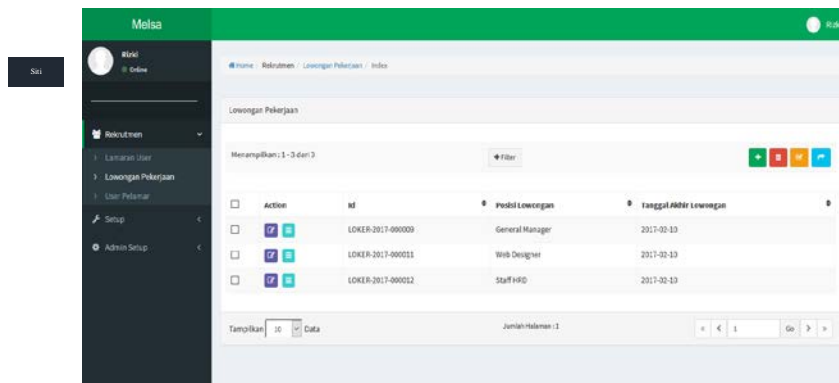 Melsa
Rizki
Rizki
Online
Siti
Home / Rekrutmen / Lowongan Pekerjaan / Index
Lowongan Pekerjaan
Rekrutmen
Lamaran User
Lowongan Pekerjaan
User Pelamar
Setup
Admin Setup
Menampilkan : 1 - 3 dari 3
Filter
Action Id Posisi Lowongan Tanggal Akhir Lowongan
LOKER-2017-000009 General Manager 2017-02-10
LOKER-2017-000011 Web Designer 2017-02-10
LOKER-2017-000012 Staff HRD 2017-02-10
Tampilkan 10 Data
Jumlah Halaman : 1
« < 1 Go > »